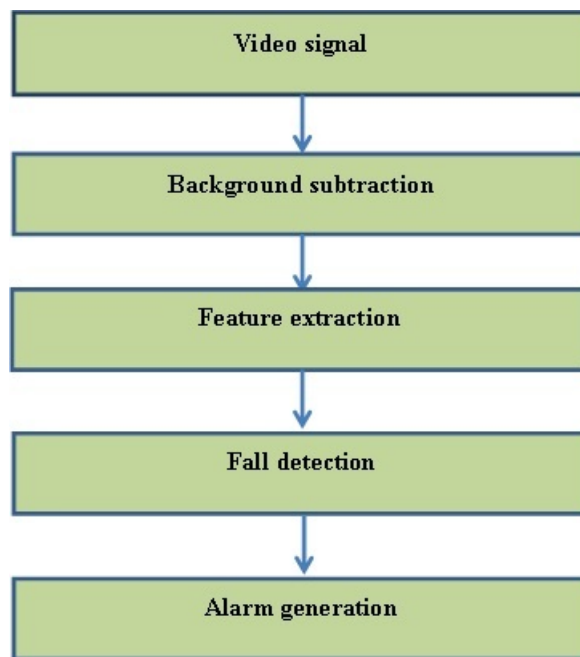 Video signal
Background subtraction
Feature extraction
Fall detection
Alarm generation